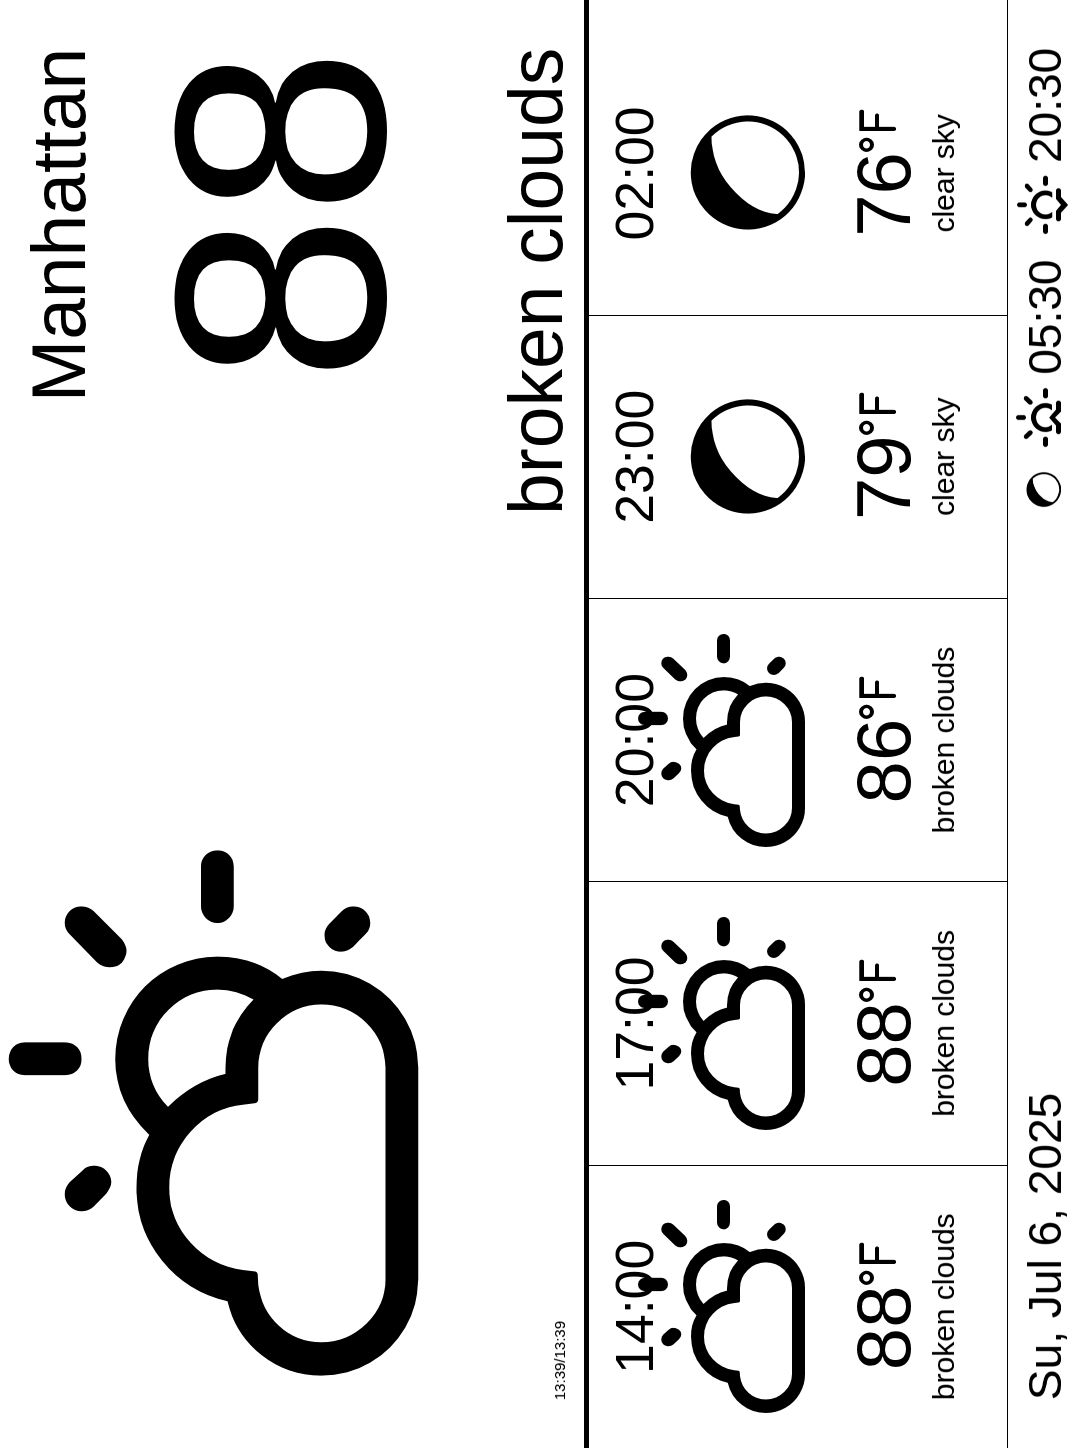 Manhattan
88
broken clouds
13:39/13:39
14:00 17:00 20:00 23:00 02:00
88°F 88°F 86°F 79°F 76°F
broken clouds broken clouds broken clouds clear sky clear sky
Su, Jul 6, 2025 05:30 20:30